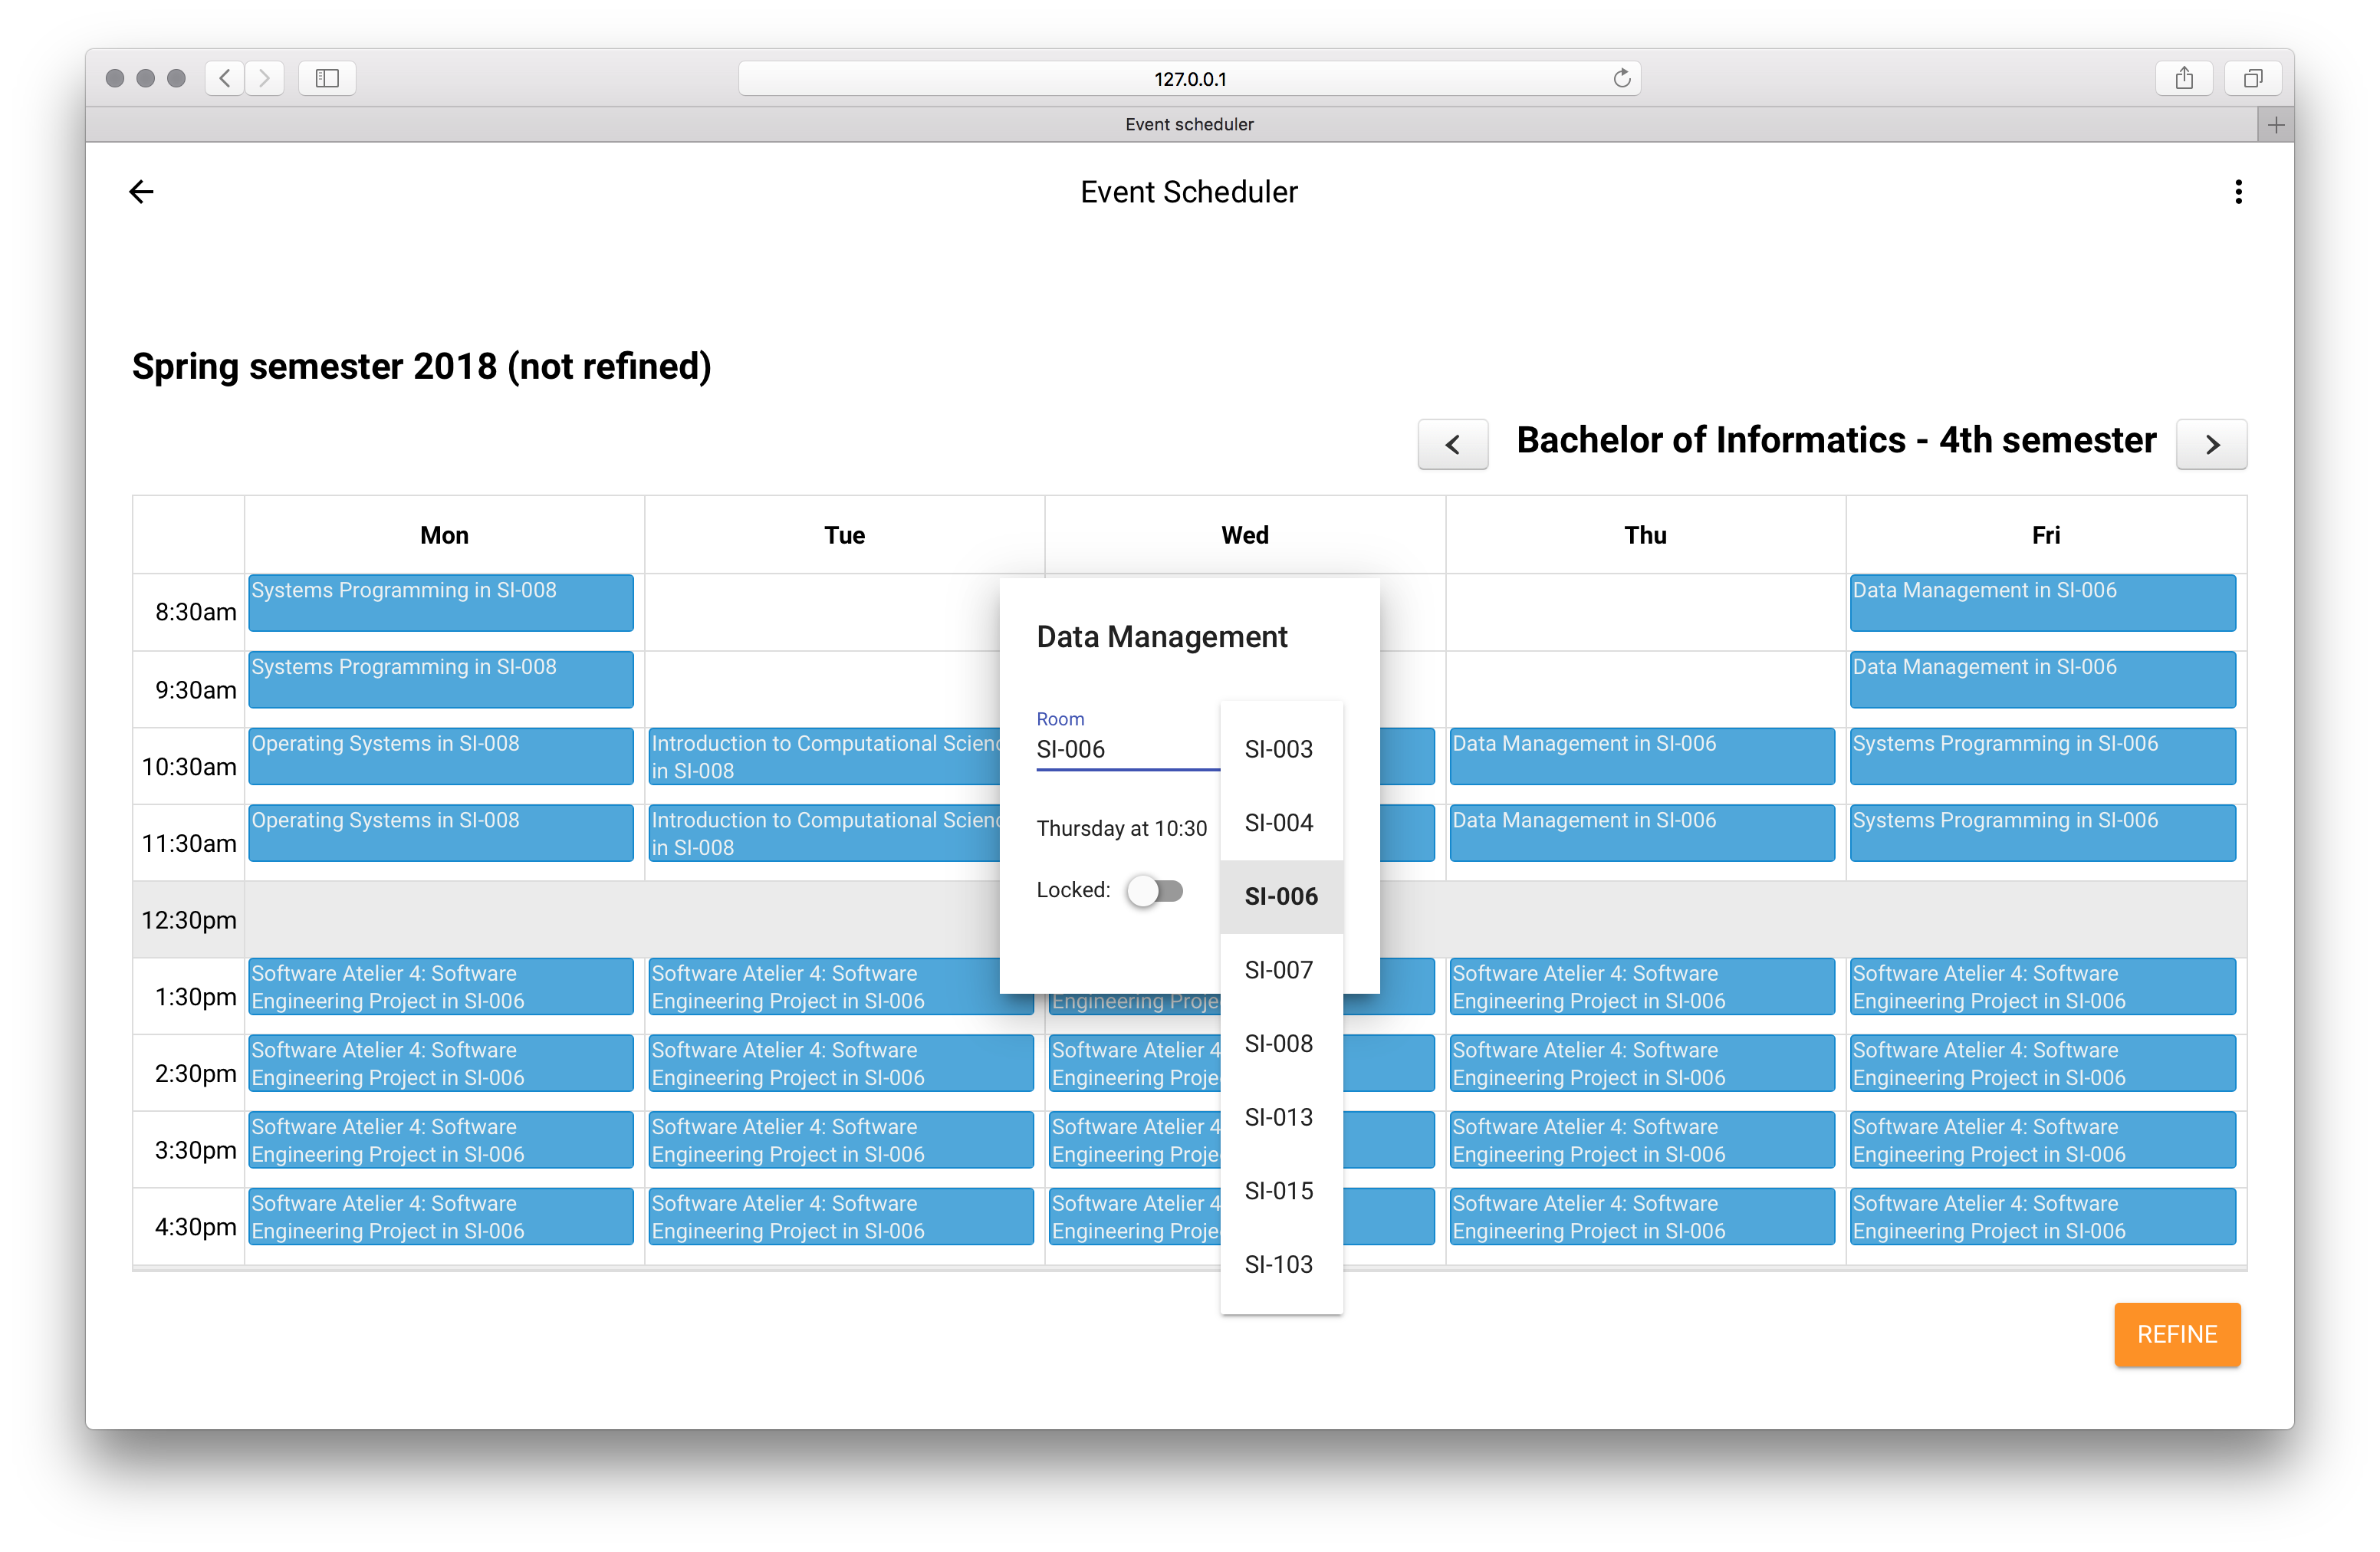 127.0.0.1
Event scheduler
Event Scheduler
Spring semester 2018 (not refined)
Bachelor of Informatics - 4th semester
Mon
Tue
Wed
Thu
Fri
8:30am
Systems Programming in SI-008
Data Management in SI-006
9:30am
Systems Programming in SI-008
Data Management in SI-006
10:30am
Operating Systems in SI-008
Introduction to Computational
in SI-008
Data Management in SI-006
Systems Programming in SI-006
11:30am
Operating Systems in SI-008
Introduction to Computational
in SI-008
Data Management in SI-006
Systems Programming in SI-006
12:30pm
1:30pm
Software Atelier 4: Software
Engineering Project in SI-006
Software Atelier 4: Software
Engineering Project in SI-006
Engineering
Software Atelier 4: Software
Engineering Project in SI-006
Software Atelier 4: Software
Engineering Project in SI-006
2:30pm
Software Atelier 4: Software
Engineering Project in SI-006
Software Atelier 4: Software
Engineering Project in SI-006
Software Atelier 4
Engineering
Software Atelier 4: Software
Engineering Project in SI-006
Software Atelier 4: Software
Engineering Project in SI-006
3:30pm
Software Atelier 4: Software
Engineering Project in SI-006
Software Atelier 4: Software
Engineering Project in SI-006
Software Atelier 4
Engineering
Software Atelier 4: Software
Engineering Project in SI-006
Software Atelier 4: Software
Engineering Project in SI-006
4:30pm
Software Atelier 4: Software
Engineering Project in SI-006
Software Atelier 4: Software
Engineering Project in SI-006
Software Atelier 4
Engineering
Software Atelier 4: Software
Engineering Project in SI-006
Software Atelier 4: Software
Engineering Project in SI-006
Data Management
Room
SI-006
Thursday at 10:30
Locked:
SI-003
SI-004
SI-006
SI-007
SI-008
SI-013
SI-015
SI-103
REFINE